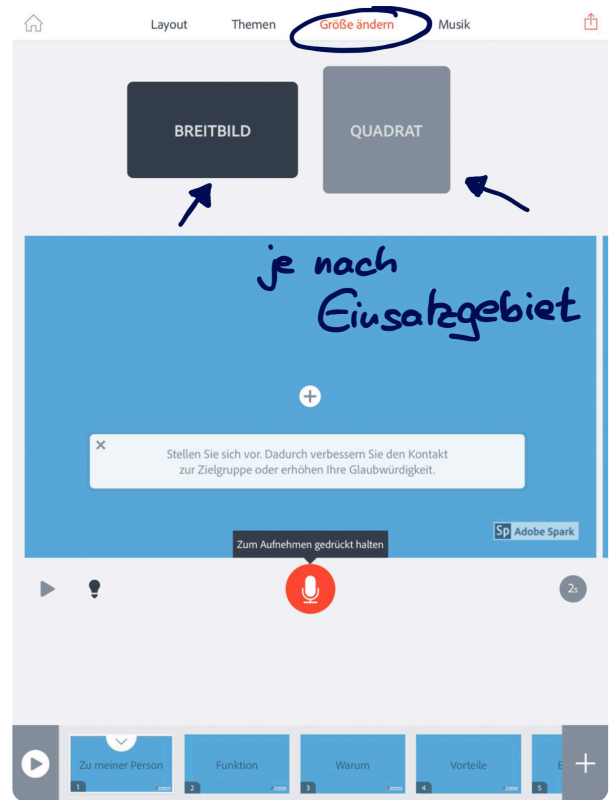 Layout Themen Größe ändern Musik
BREITBILD QUADRAT
je nach
Einsatzgebiet
Stellen Sie sich vor. Dadurch verbessern Sie den Kontakt
zur Zielgruppe oder erhöhen Ihre Glaubwürdigkeit.
Sp Adobe Spark
Zum Aufnehmen gedrückt halten
2s
Zu meiner Person Funktion Warum Vorteile
1 2 3 4 5